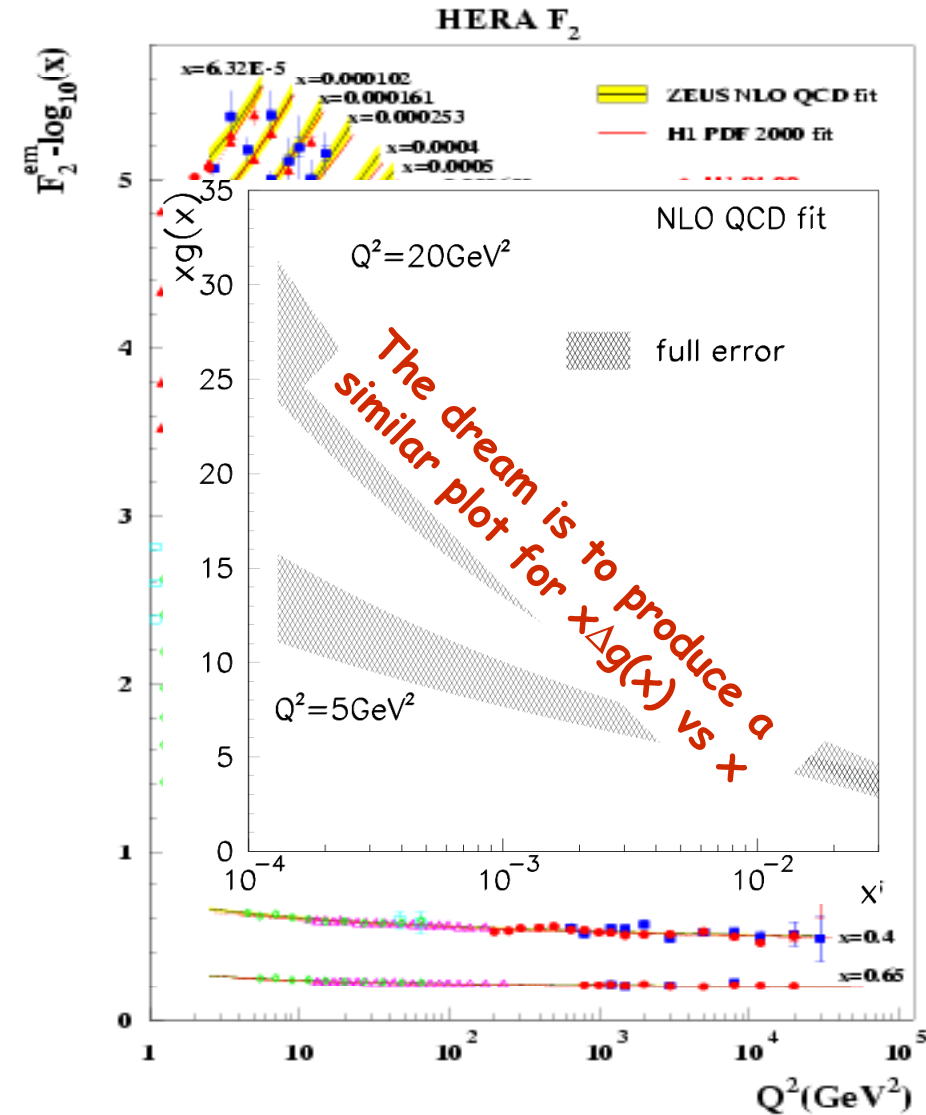 HERA F₂
F₂ᵉᵐ-log₁₀(x)
x=6.32E-5
x=0.000102
x=0.000161
x=0.000253
x=0.0004
x=0.0005
ZEUS NLO QCD fit
H1 PDF 2000 fit
5
4
3
2
1
0
xg(x)
35
30
25
20
15
10
5
0
NLO QCD fit
Q²=20GeV²
full error
The dream is to produce a
similar plot for xΔg(x) vs x
Q²=5GeV²
10⁻⁴
10⁻³
10⁻²
x=0.4
x=0.65
1
10
10²
10³
10⁴
10⁵
Q²(GeV²)